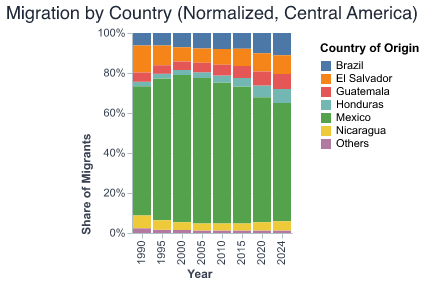 Migration by Country (Normalized, Central America)
100%
80%
60%
40%
20%
0%
Share of Migrants
1990
1995
2000
2005
2010
2015
2020
2024
Year
Country of Origin
Brazil
El Salvador
Guatemala
Honduras
Mexico
Nicaragua
Others